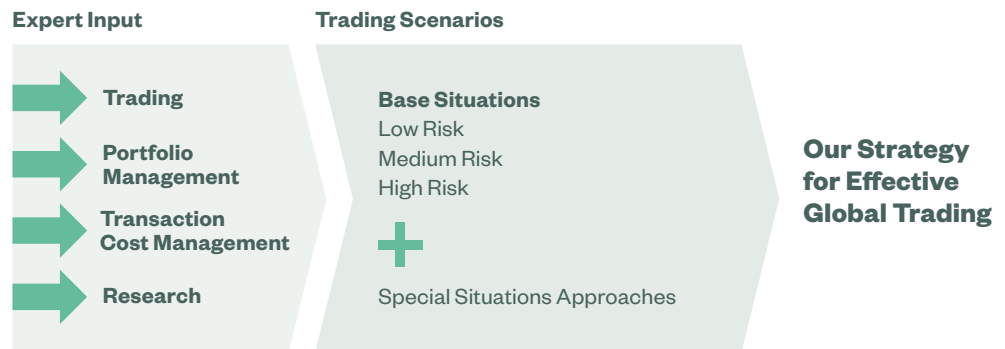 Expert Input
Trading
Portfolio
Management
Transaction
Cost Management
Research
Trading Scenarios
Base Situations
Low Risk
Medium Risk
High Risk
Special Situations Approaches
Our Strategy
for Effective
Global Trading